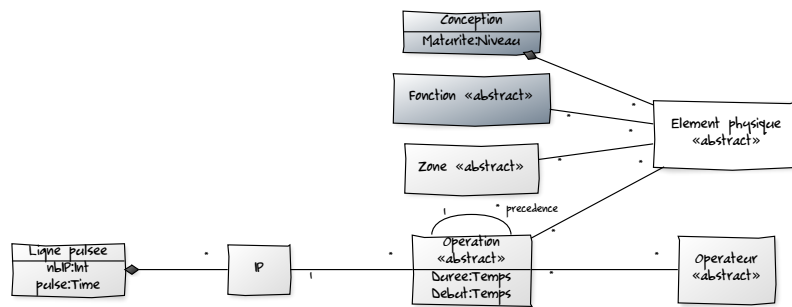 Conception
Maturite:Niveau
Fonction «abstract»
*
*
Element physique
«abstract»
*
Zone «abstract»
*
*
1
* precedence
*
Ligne pulsee
nbIP:Int
pulse:Time
*
IP
1
*
Operation
«abstract»
Duree:Temps
Debut:Temps
*
*
Operateur
«abstract»